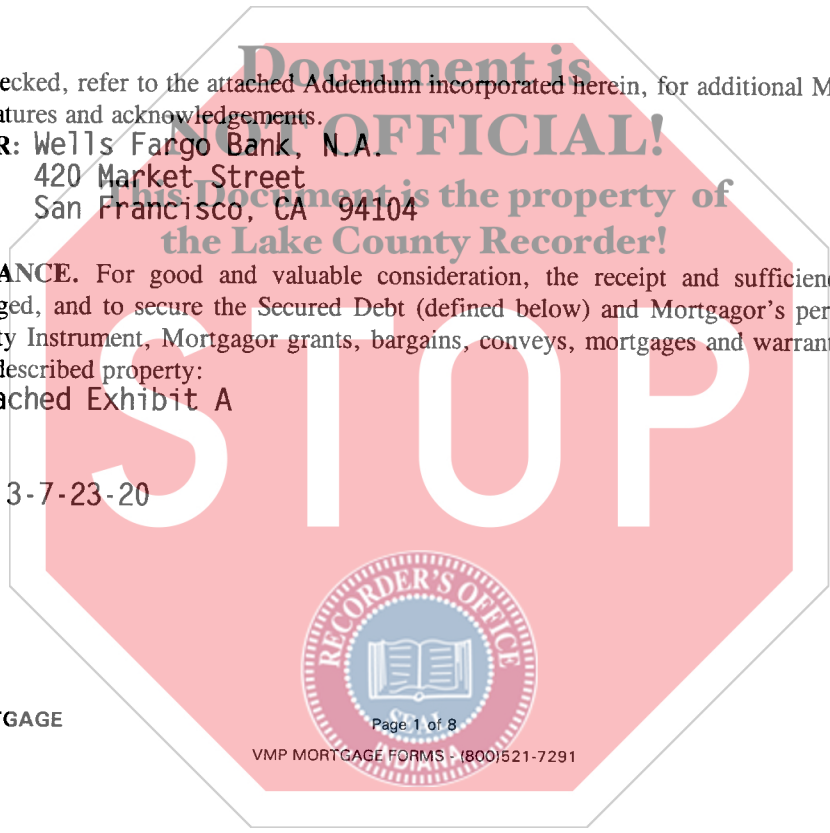 Document is
ecked, refer to the attached Addendum incorporated herein, for additional M
atures and acknowledgements.
NOT OFFICIAL!
R: Wells Fargo Bank, N.A.
420 Market Street
This Document is the property of
San Francisco, CA 94104
the Lake County Recorder!
ANCE. For good and valuable consideration, the receipt and sufficien
ged, and to secure the Secured Debt (defined below) and Mortgagor's per
ty Instrument, Mortgagor grants, bargains, conveys, mortgages and warrant
described property:
ached Exhibit A
STOP
3-7-23-20
RECORDER'S OFFICE
SEAL
INDIANA
TGAGE
Page 1 of 8
VMP MORTGAGE FORMS - (800)521-7291